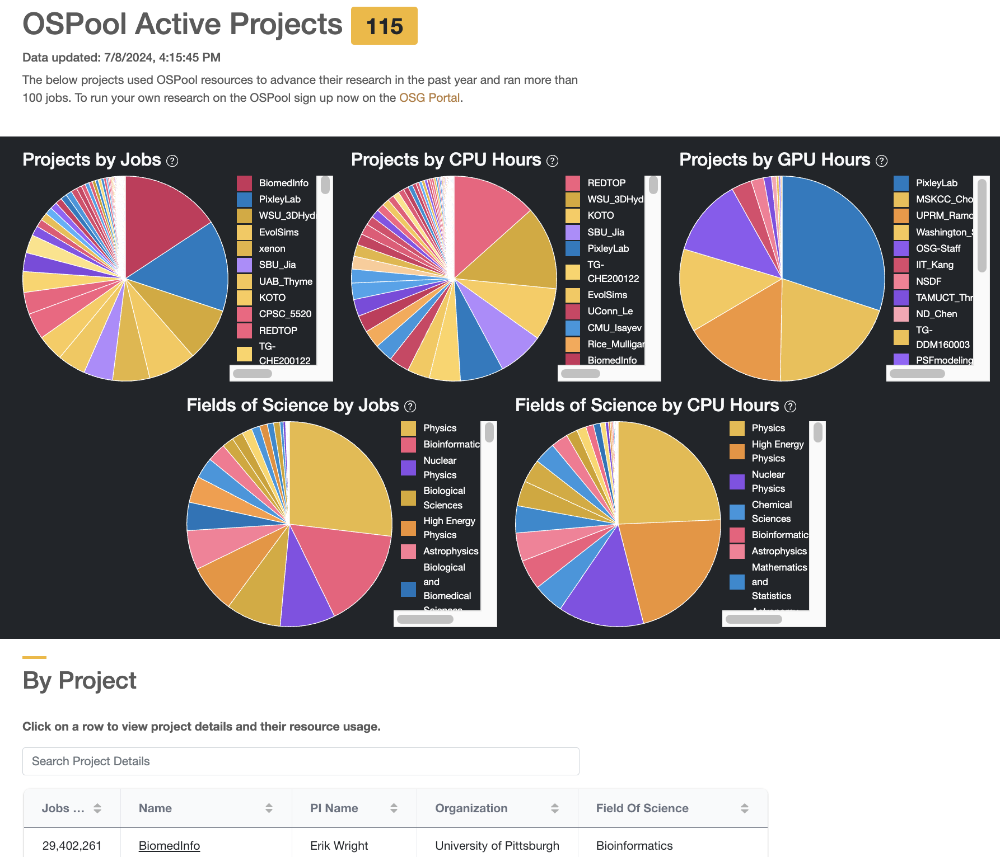 OSPool Active Projects 115
Data updated: 7/8/2024, 4:15:45 PM
The below projects used OSPool resources to advance their research in the past year and ran more than
100 jobs. To run your own research on the OSPool sign up now on the OSG Portal.
Projects by Jobs ?
BiomedInfo
PixleyLab
WSU_3DHyd
EvolSims
xenon
SBU_Jia
UAB_Thyme
KOTO
CPSC_5520
REDTOP
TG-
CHE200122
Projects by CPU Hours ?
REDTOP
WSU_3DHyd
KOTO
SBU_Jia
PixleyLab
TG-
CHE200122
EvolSims
UConn_Le
CMU_Isayev
Rice_Mulligan
BiomedInfo
Projects by GPU Hours ?
PixleyLab
MSKCC_Cho
UPRM_Ramo
Washington_S
OSG-Staff
IIT_Kang
NSDF
TAMUCT_Thr
ND_Chen
TG-
DDM160003
PSFmodeling
Fields of Science by Jobs ?
Physics
Bioinformatic
Nuclear
Physics
Biological
Sciences
High Energy
Physics
Astrophysics
Biological
and
Biomedical
Sciences
Fields of Science by CPU Hours ?
Physics
High Energy
Physics
Nuclear
Physics
Chemical
Sciences
Bioinformatic
Astrophysics
Mathematics
and
Statistics
Astronomy
By Project
Click on a row to view project details and their resource usage.
Search Project Details
Jobs ... Name PI Name Organization Field Of Science
29,402,261 BiomedInfo Erik Wright University of Pittsburgh Bioinformatics